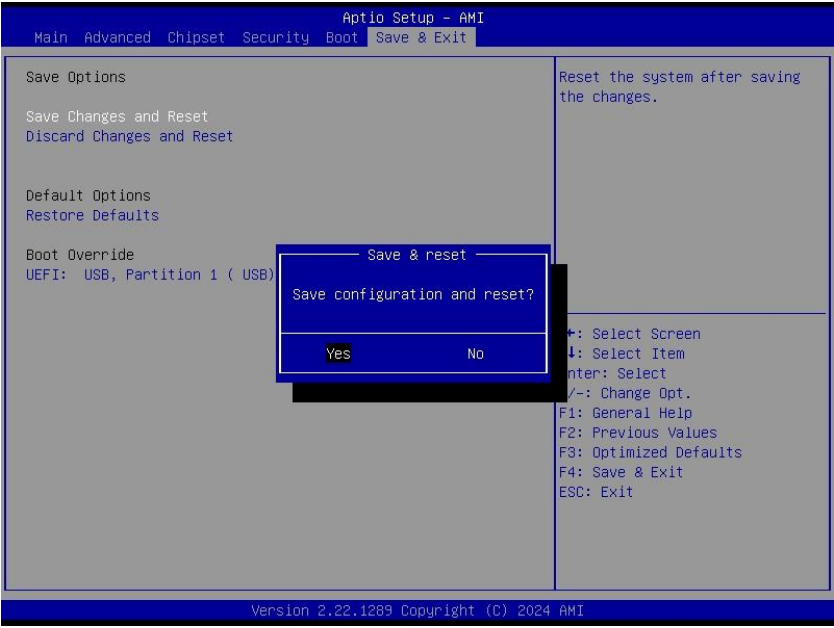 Aptio Setup - AMI
Main Advanced Chipset Security Boot Save & Exit
Save Options
Save Changes and Reset
Discard Changes and Reset
Default Options
Restore Defaults
Boot Override
UEFI: USB, Partition 1 ( USB)
Save & reset
Save configuration and reset?
Yes No
Reset the system after saving
the changes.
: Select Screen
: Select Item
nter: Select
/-: Change Opt.
F1: General Help
F2: Previous Values
F3: Optimized Defaults
F4: Save & Exit
ESC: Exit
Version 2.22.1289 Copyright (C) 2024 AMI